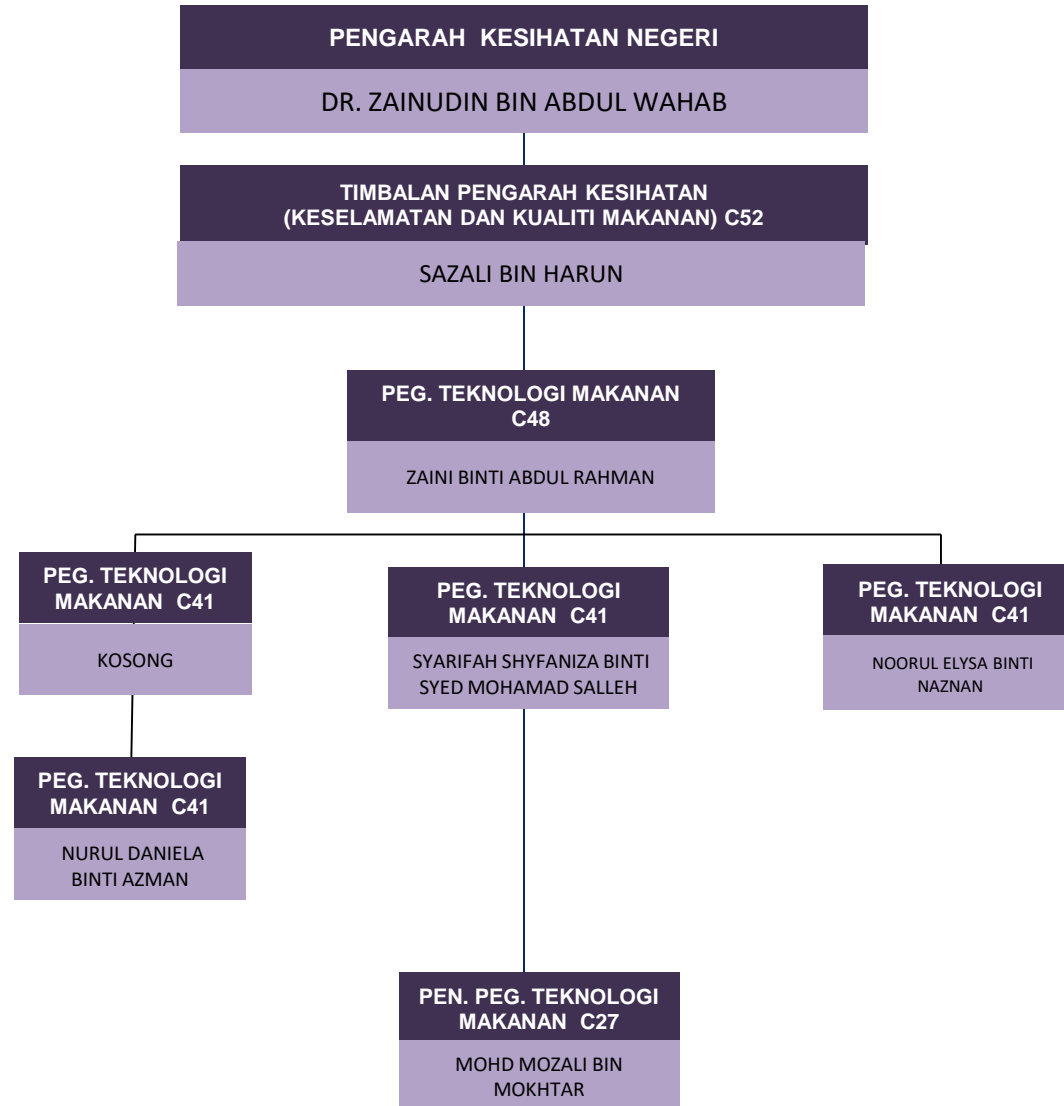 PENGARAH KESIHATAN NEGERI
DR. ZAINUDIN BIN ABDUL WAHAB
TIMBALAN PENGARAH KESIHATAN
(KESELAMATAN DAN KUALITI MAKANAN) C52
SAZALI BIN HARUN
PEG. TEKNOLOGI MAKANAN
C48
ZAINI BINTI ABDUL RAHMAN
PEG. TEKNOLOGI
MAKANAN C41
KOSONG
PEG. TEKNOLOGI
MAKANAN C41
SYARIFAH SHYFANIZA BINTI
SYED MOHAMAD SALLEH
PEG. TEKNOLOGI
MAKANAN C41
NOORUL ELYSA BINTI
NAZNAN
PEG. TEKNOLOGI
MAKANAN C41
NURUL DANIELA
BINTI AZMAN
PEN. PEG. TEKNOLOGI
MAKANAN C27
MOHD MOZALI BIN
MOKHTAR